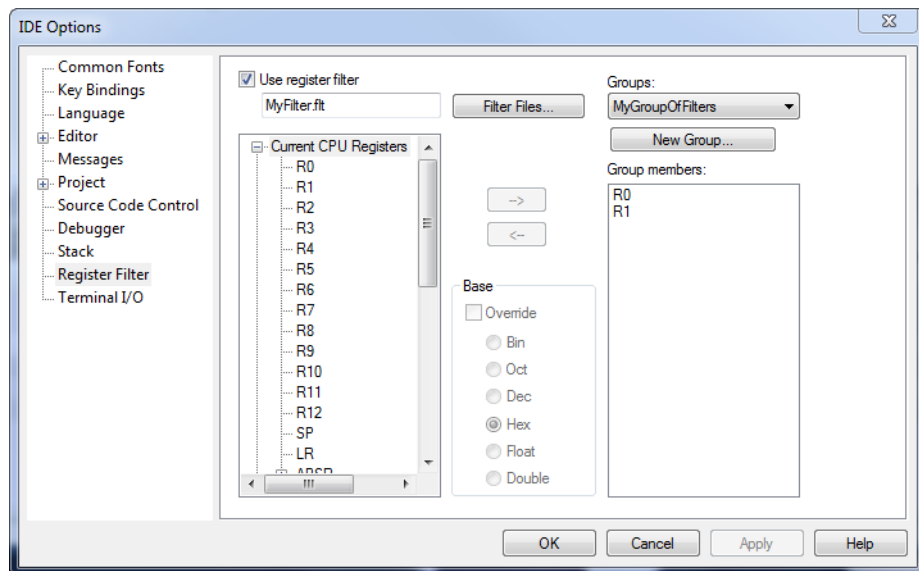 IDE Options
Common Fonts
Key Bindings
Language
Editor
Messages
Project
Source Code Control
Debugger
Stack
Register Filter
Terminal I/O
Use register filter
MyFilter.flt
Filter Files...
Current CPU Registers
R0
R1
R2
R3
R4
R5
R6
R7
R8
R9
R10
R11
R12
SP
LR
-->
<--
Base
Override
Bin
Oct
Dec
Hex
Float
Double
Groups:
MyGroupOfFilters
New Group...
Group members:
R0
R1
OK
Cancel
Apply
Help